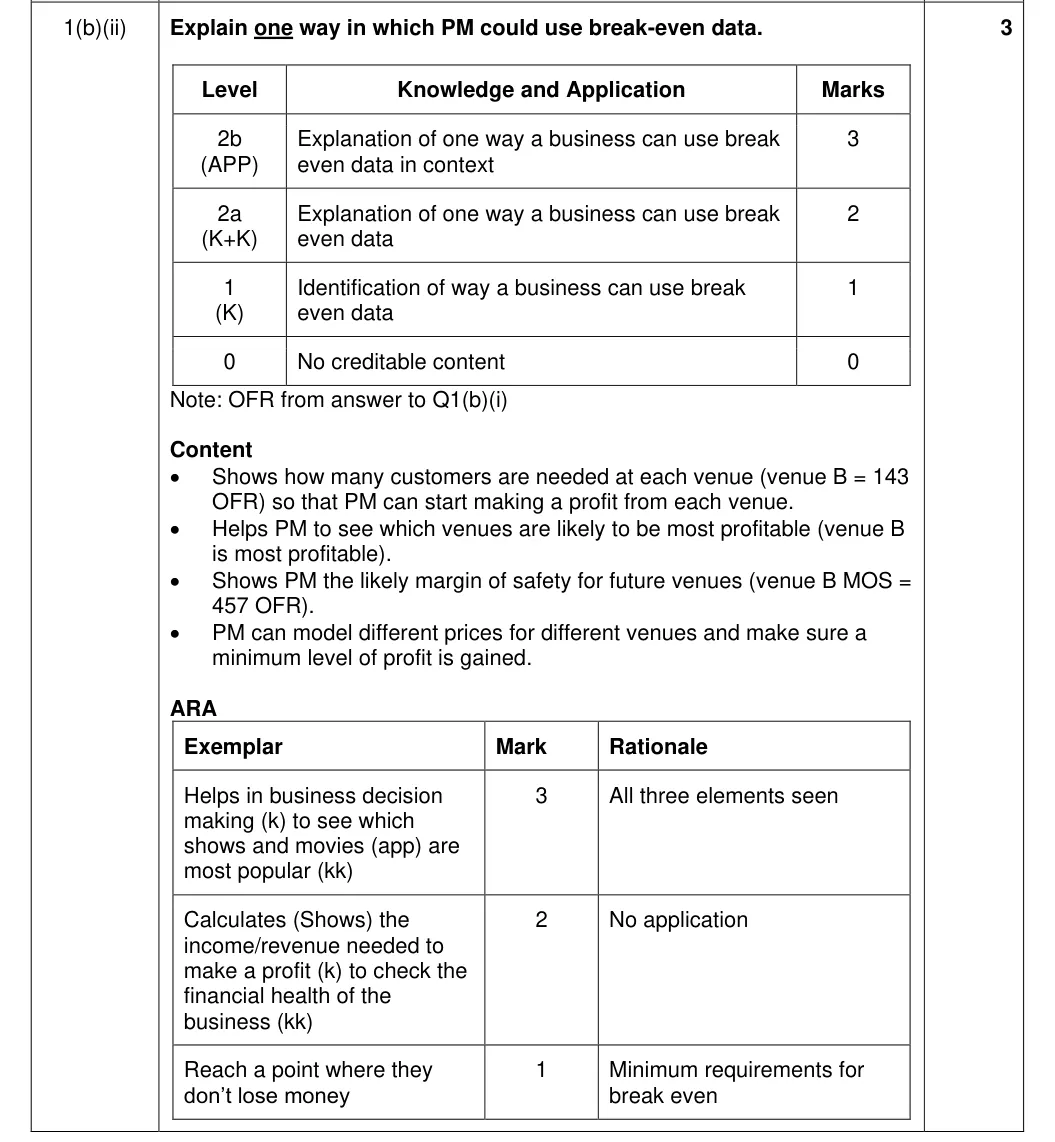 1(b)(ii)
Explain one way in which PM could use break-even data.
3
Level
Knowledge and Application
Marks
2b
(APP)
Explanation of one way a business can use break
even data in context
3
2a
(K+K)
Explanation of one way a business can use break
even data
2
1
(K)
Identification of way a business can use break
even data
1
0
No creditable content
0
Note: OFR from answer to Q1(b)(i)
Content
• Shows how many customers are needed at each venue (venue B = 143
OFR) so that PM can start making a profit from each venue.
• Helps PM to see which venues are likely to be most profitable (venue B
is most profitable).
• Shows PM the likely margin of safety for future venues (venue B MOS =
457 OFR).
• PM can model different prices for different venues and make sure a
minimum level of profit is gained.
ARA
Exemplar
Mark
Rationale
Helps in business decision
making (k) to see which
shows and movies (app) are
most popular (kk)
3
All three elements seen
Calculates (Shows) the
income/revenue needed to
make a profit (k) to check the
financial health of the
business (kk)
2
No application
Reach a point where they
don't lose money
1
Minimum requirements for
break even